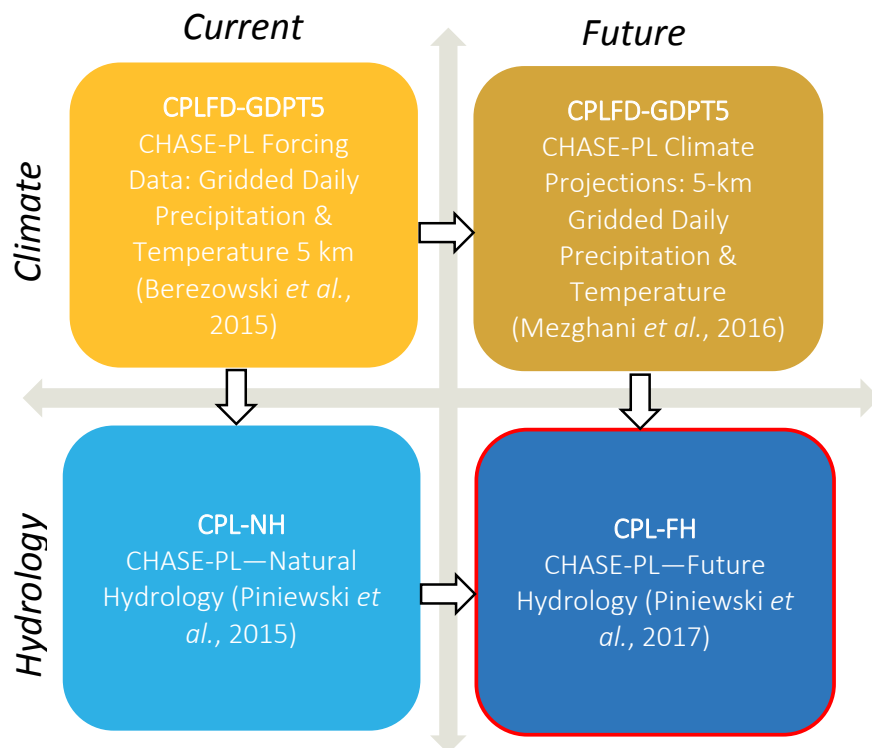 Current
Future
Climate
CPLFD-GDPT5
CHASE-PL Forcing
Data: Gridded Daily
Precipitation &
Temperature 5 km
(Berezowski et al.,
2015)
CPLFD-GDPT5
CHASE-PL Climate
Projections: 5-km
Gridded Daily
Precipitation &
Temperature
(Mezghani et al., 2016)
Hydrology
CPL-NH
CHASE-PL—Natural
Hydrology (Piniewski et
al., 2015)
CPL-FH
CHASE-PL—Future
Hydrology (Piniewski et
al., 2017)